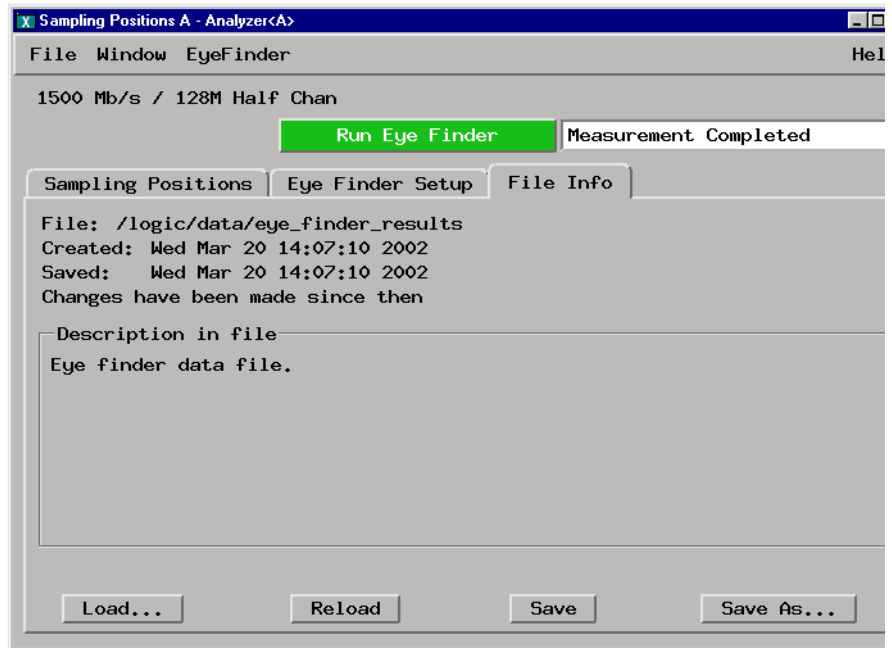 Sampling Positions A - Analyzer<A>
File Window EyeFinder Hel
1500 Mb/s / 128M Half Chan
Run Eye Finder Measurement Completed
Sampling Positions Eye Finder Setup File Info
File: /logic/data/eye_finder_results
Created: Wed Mar 20 14:07:10 2002
Saved: Wed Mar 20 14:07:10 2002
Changes have been made since then
Description in file
Eye finder data file.
Load... Reload Save Save As...